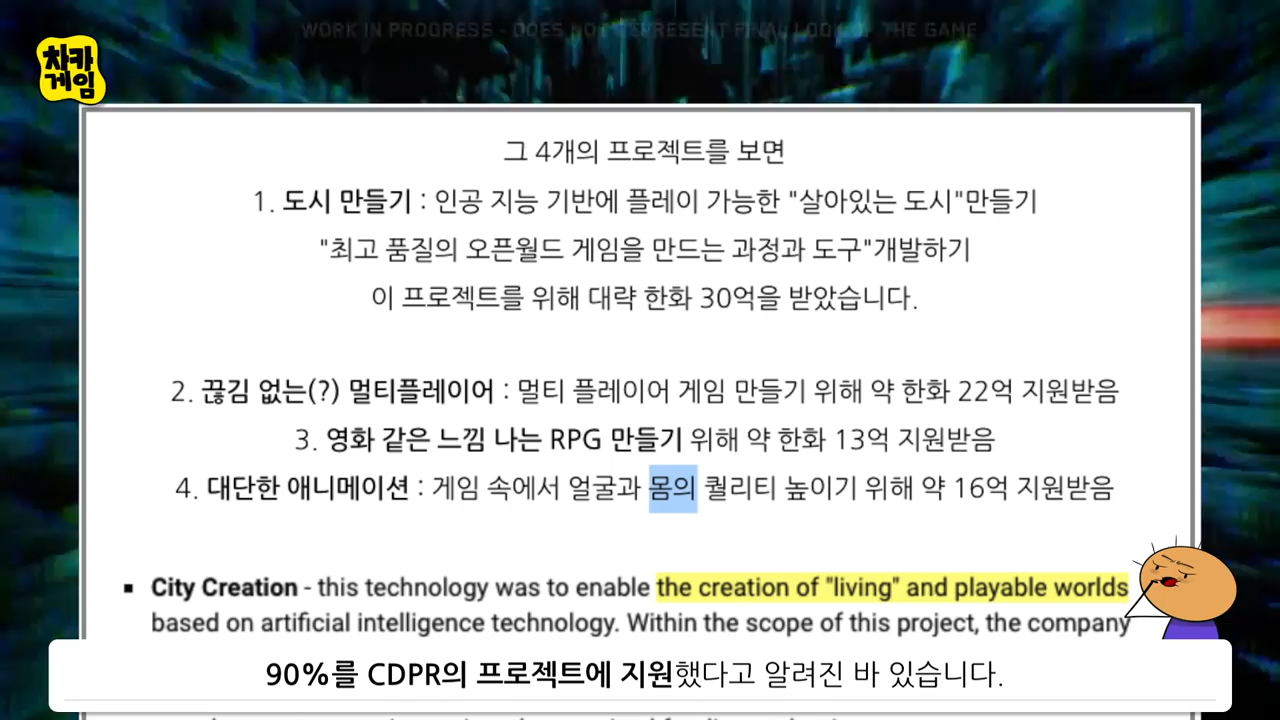 WORK IN PROGRESS - DOES NOT REPRESENT FINAL LOOK OF THE GAME
차카
게임
그 4개의 프로젝트를 보면
1. 도시 만들기 : 인공 지능 기반에 플레이 가능한 "살아있는 도시"만들기
"최고 품질의 오픈월드 게임을 만드는 과정과 도구"개발하기
이 프로젝트를 위해 대략 한화 30억을 받았습니다.
2. 끊김 없는(?) 멀티플레이어 : 멀티 플레이어 게임 만들기 위해 약 한화 22억 지원받음
3. 영화 같은 느낌 나는 RPG 만들기 위해 약 한화 13억 지원받음
4. 대단한 애니메이션 : 게임 속에서 얼굴과 몸의 퀄리티 높이기 위해 약 16억 지원받음
▪ City Creation - this technology was to enable the creation of "living" and playable worlds
based on artificial intelligence technology. Within the scope of this project, the company
90%를 CDPR의 프로젝트에 지원했다고 알려진 바 있습니다.